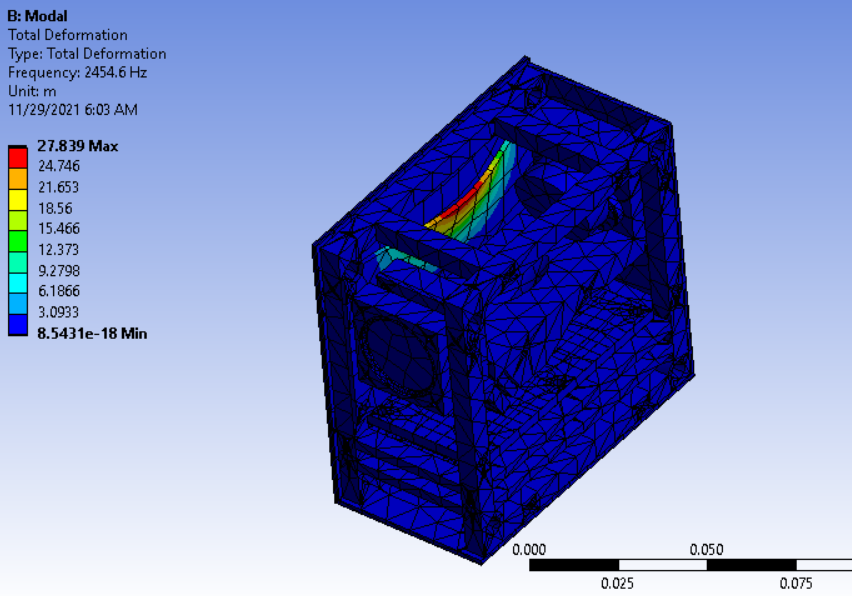 B: Modal
Total Deformation
Type: Total Deformation
Frequency: 2454.6 Hz
Unit: m
11/29/2021 6:03 AM
27.839 Max
24.746
21.653
18.56
15.466
12.373
9.2798
6.1866
3.0933
8.5431e-18 Min
0.000 0.050
0.025 0.075